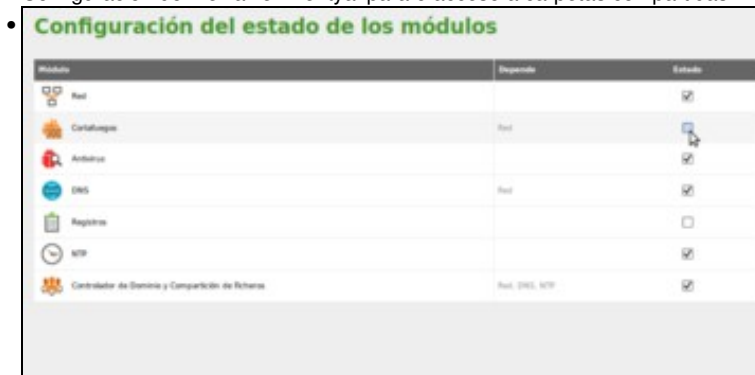 Configuración del estado de los módulos
Módulo Depende Estado
Red
Cortafuegos Red
Antivirus
DNS Red
Registros
NTP
Controlador de Dominio y Compartición de ficheros Red, DNS, NTP